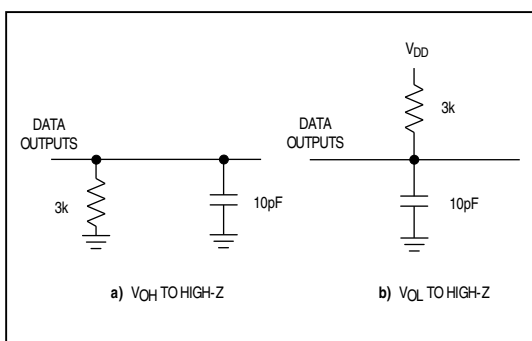 DATA
OUTPUTS
3k
10pF
a) VOH TO HIGH-Z
VDD
3k
DATA
OUTPUTS
10pF
b) VOL TO HIGH-Z